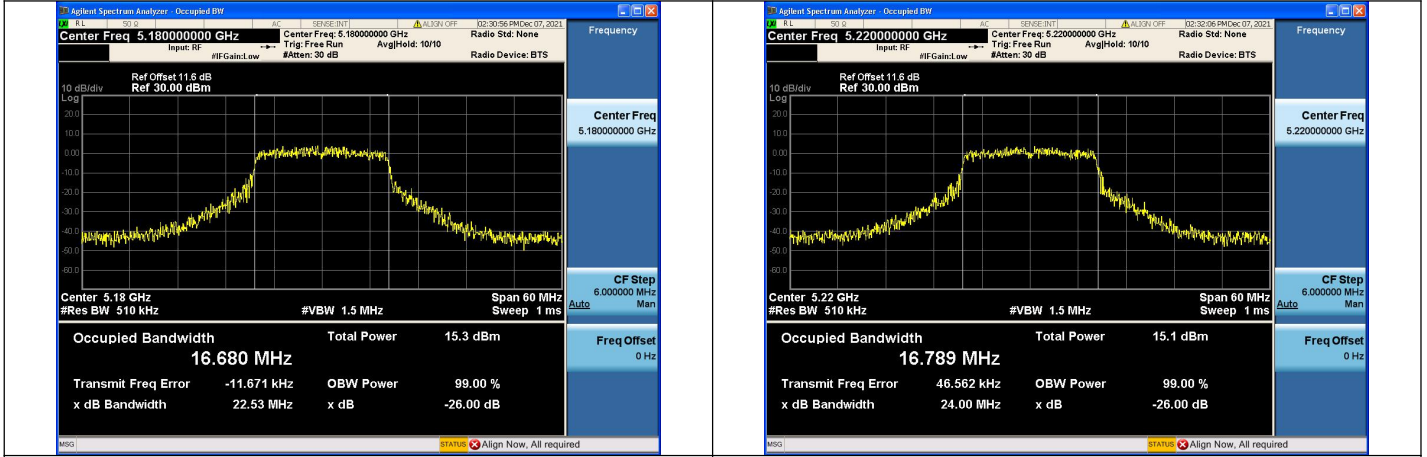 Agilent Spectrum Analyzer - Occupied BW
RL 50 Ω AC SENSE:INT ALIGN OFF 02:30:56 PM Dec 07, 2021
Center Freq 5.180000000 GHz
Center Freq: 5.180000000 GHz
Radio Std: None
Input: RF
Trig: Free Run Avg|Hold: 10/10
#IFGain:Low #Atten: 30 dB
Radio Device: BTS
Ref Offset 11.6 dB
10 dB/div Ref 30.00 dBm
Log
20.0
10.0
0.00
-10.0
-20.0
-30.0
-40.0
-50.0
-60.0
Center 5.18 GHz Span 60 MHz
#Res BW 510 kHz #VBW 1.5 MHz Sweep 1 ms
Occupied Bandwidth Total Power 15.3 dBm
16.680 MHz
Transmit Freq Error -11.671 kHz OBW Power 99.00 %
x dB Bandwidth 22.53 MHz x dB -26.00 dB
MSG STATUS Align Now, All required
Frequency
Center Freq
5.180000000 GHz
CF Step
6.000000 MHz
Auto Man
Freq Offset
0 Hz
Agilent Spectrum Analyzer - Occupied BW
RL 50 Ω AC SENSE:INT ALIGN OFF 02:32:06 PM Dec 07, 2021
Center Freq 5.220000000 GHz
Center Freq: 5.220000000 GHz
Radio Std: None
Input: RF
Trig: Free Run Avg|Hold: 10/10
#IFGain:Low #Atten: 30 dB
Radio Device: BTS
Ref Offset 11.6 dB
10 dB/div Ref 30.00 dBm
Log
20.0
10.0
0.00
-10.0
-20.0
-30.0
-40.0
-50.0
-60.0
Center 5.22 GHz Span 60 MHz
#Res BW 510 kHz #VBW 1.5 MHz Sweep 1 ms
Occupied Bandwidth Total Power 15.1 dBm
16.789 MHz
Transmit Freq Error 46.562 kHz OBW Power 99.00 %
x dB Bandwidth 24.00 MHz x dB -26.00 dB
MSG STATUS Align Now, All required
Frequency
Center Freq
5.220000000 GHz
CF Step
6.000000 MHz
Auto Man
Freq Offset
0 Hz